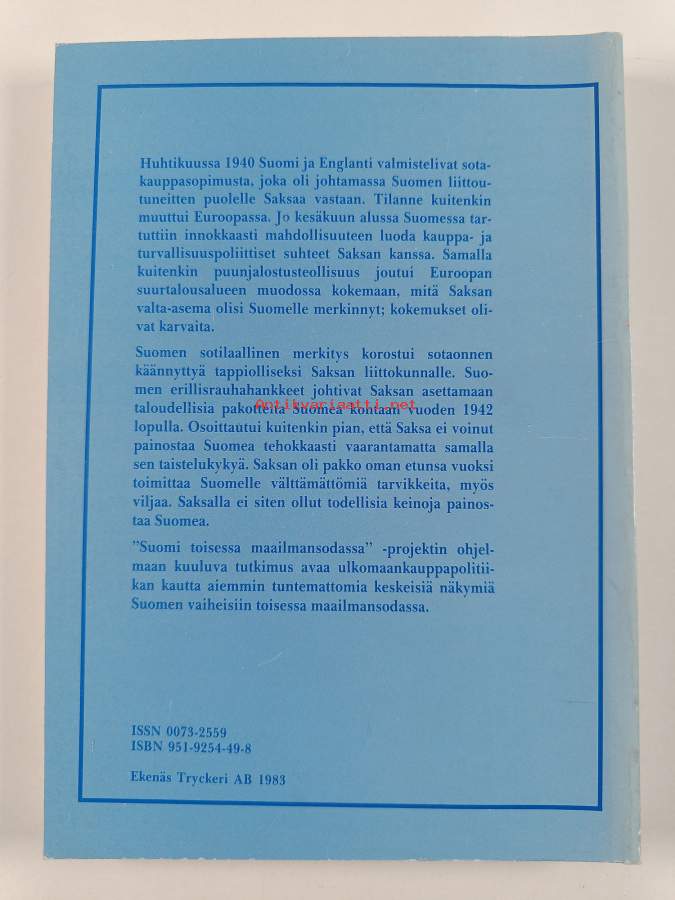 Huhtikuussa 1940 Suomi ja Englanti valmistelivat sota-
kauppasopimusta, joka oli johtamassa Suomen liittou-
tuneitten puolelle Saksaa vastaan. Tilanne kuitenkin
muuttui Euroopassa. Jo kesäkuun alussa Suomessa tar-
tuttiin innokkaasti mahdollisuuteen luoda kauppa- ja
turvallisuuspoliittiset suhteet Saksan kanssa. Samalla
kuitenkin puunjalostusteollisuus joutui Euroopan
suurtalousalueen muodossa kokemaan, mitä Saksan
valta-asema olisi Suomelle merkinnyt; kokemukset oli-
vat karvaita.
Suomen sotilaallinen merkitys korostui sotaonnen
käännyttyä tappiolliseksi Saksan liittokunnalle. Suo-
men erillisrauhahankkeet johtivat Saksan asettamaan
taloudellisia pakotteita Suomea kohtaan vuoden 1942
Antikvariaatti.net
lopulla. Osoittautui kuitenkin pian, että Saksa ei voinut
painostaa Suomea tehokkaasti vaarantamatta samalla
sen taistelukykyä. Saksan oli pakko oman etunsa vuoksi
toimittaa Suomelle välttämättömiä tarvikkeita, myös
viljaa. Saksalla ei siten ollut todellisia keinoja painos-
taa Suomea.
”Suomi toisessa maailmansodassa” -projektin ohjel-
maan kuuluva tutkimus avaa ulkomaankauppapolitii-
kan kautta aiemmin tuntemattomia keskeisiä näkymiä
Suomen vaiheisiin toisessa maailmansodassa.
ISSN 0073-2559
ISBN 951-9254-49-8
Ekenäs Tryckeri AB 1983